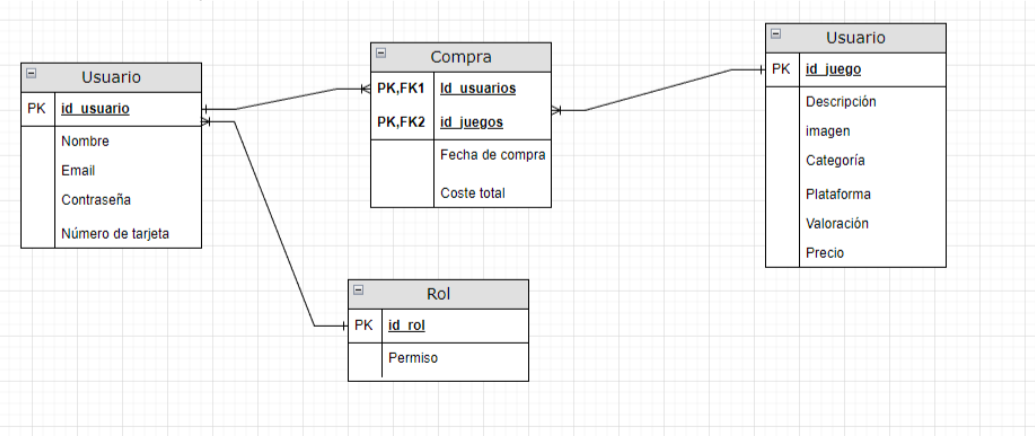 Usuario
PK id_usuario
Nombre
Email
Contraseña
Número de tarjeta
Compra
PK,FK1 Id_usuarios
PK,FK2 id_juegos
Fecha de compra
Coste total
Usuario
PK id_juego
Descripción
imagen
Categoría
Plataforma
Valoración
Precio
Rol
PK id_rol
Permiso